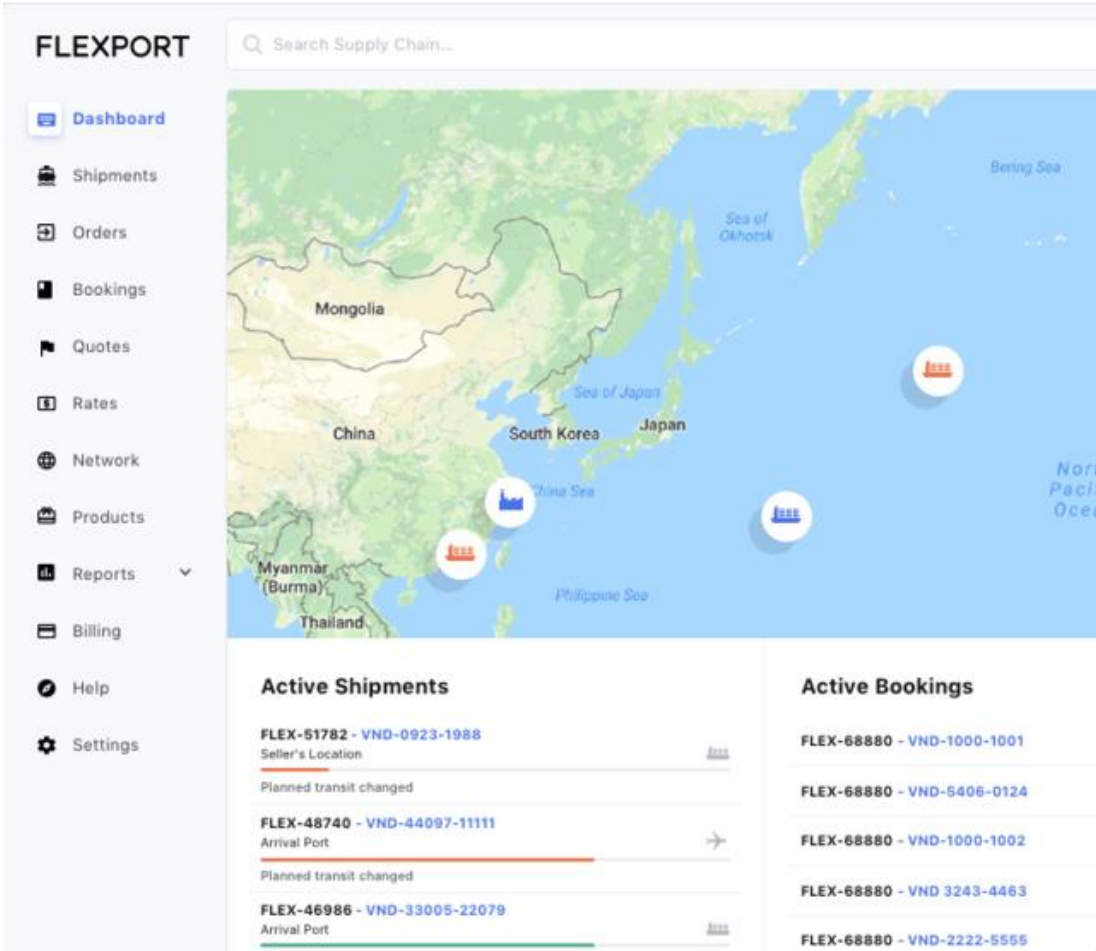 FLEXPORT
Search Supply Chain...
Dashboard
Shipments
Orders
Bookings
Quotes
Rates
Network
Products
Reports
Billing
Help
Settings
Bering Sea
Sea of
Okhotsk
Mongolia
Sea of Japan
China
South Korea
Japan
China Sea
Myanmar
(Burma)
Thailand
Philippine Sea
Active Shipments
FLEX-51782 - VND-0923-1988
Seller's Location
Planned transit changed
FLEX-48740 - VND-44097-11111
Arrival Port
Planned transit changed
FLEX-46986 - VND-33005-22079
Arrival Port
Active Bookings
FLEX-68880 - VND-1000-1001
FLEX-68880 - VND-5406-0124
FLEX-68880 - VND-1000-1002
FLEX-68880 - VND 3243-4463
FLEX-68880 - VND-2222-5555